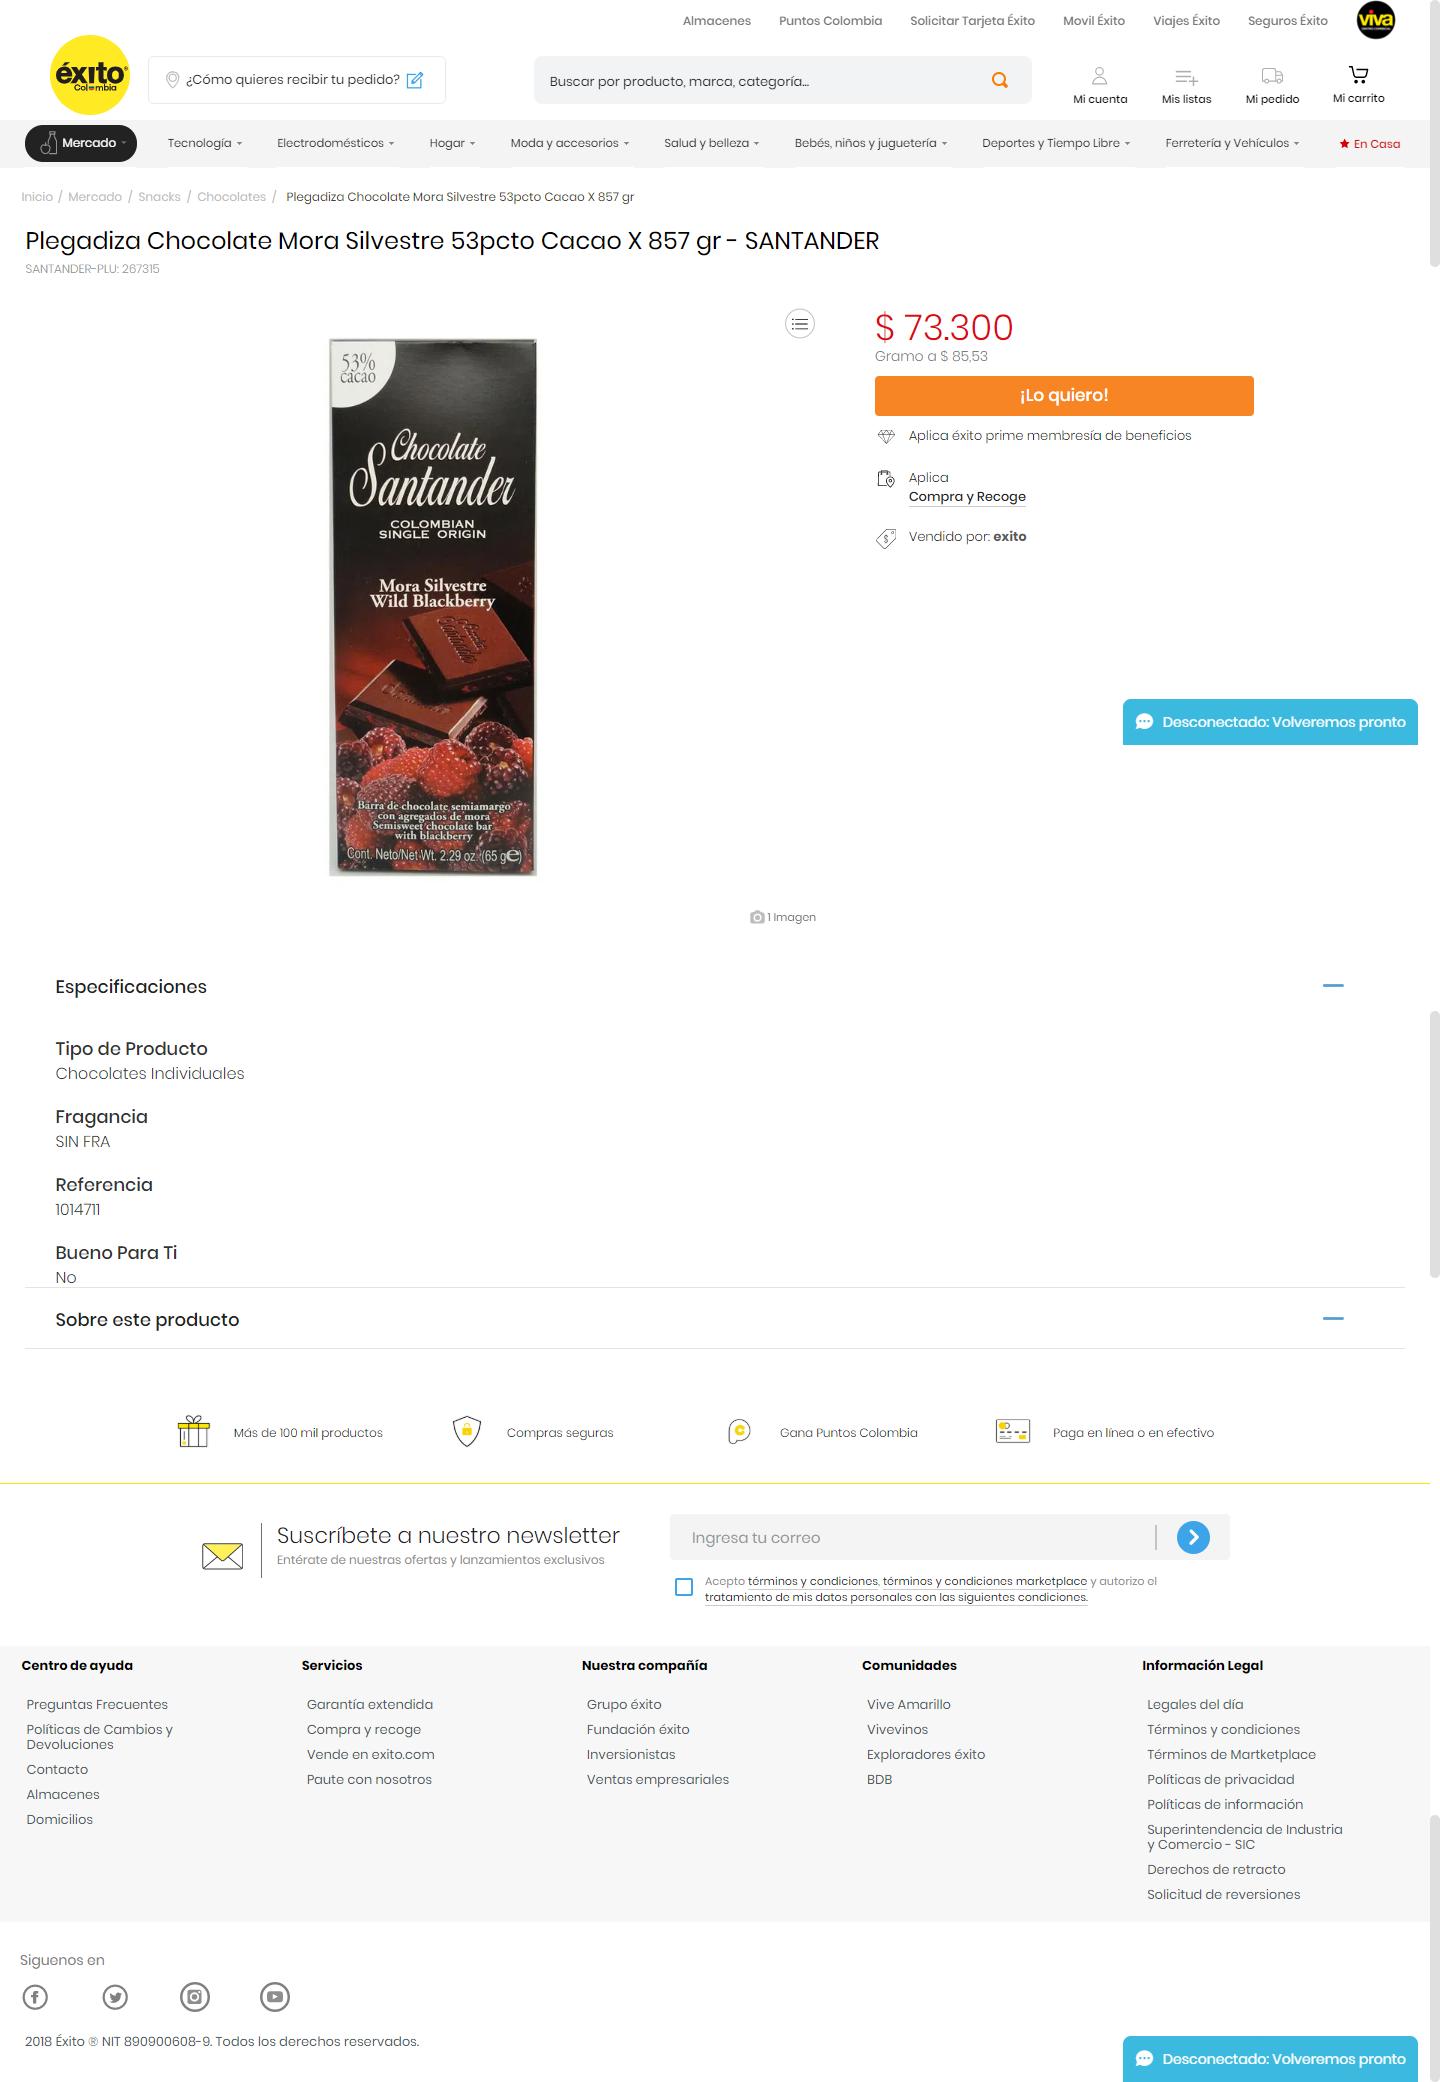 Almacenes Puntos Colombia Solicitar Tarjeta Éxito Movil Éxito Viajes Éxito Seguros Éxito viva
éxito
Colombia
¿Cómo quieres recibir tu pedido?
Buscar por producto, marca, categoría...
Mi cuenta Mis listas Mi pedido Mi carrito
Mercado Tecnología Electrodomésticos Hogar Moda y accesorios Salud y belleza Bebés, niños y juguetería Deportes y Tiempo Libre Ferretería y Vehículos En Casa
Inicio / Mercado / Snacks / Chocolates / Plegadiza Chocolate Mora Silvestre 53pcto Cacao X 857 gr
Plegadiza Chocolate Mora Silvestre 53pcto Cacao X 857 gr - SANTANDER
SANTANDER-PLU: 267315
53%
cacao
Chocolate
Santander
COLOMBIAN
SINGLE ORIGIN
Mora Silvestre
Wild Blackberry
Barra de chocolate semiamargo
con agregados de mora
Semisweet chocolate bar
with blackberry
Cont. Neto/Net Wt. 2.29 oz. (65 g℮)
1 Imagen
$ 73.300
Gramo a $ 85,53
¡Lo quiero!
Aplica éxito prime membresía de beneficios
Aplica
Compra y Recoge
Vendido por: exito
Desconectado: Volveremos pronto
Especificaciones
Tipo de Producto
Chocolates Individuales
Fragancia
SIN FRA
Referencia
1014711
Bueno Para Ti
No
Sobre este producto
Más de 100 mil productos
Compras seguras
Gana Puntos Colombia
Paga en línea o en efectivo
Suscríbete a nuestro newsletter
Entérate de nuestras ofertas y lanzamientos exclusivos
Ingresa tu correo
Acepto términos y condiciones, términos y condiciones marketplace y autorizo el
tratamiento de mis datos personales con las siguientes condiciones.
Centro de ayuda
Preguntas Frecuentes
Políticas de Cambios y
Devoluciones
Contacto
Almacenes
Domicilios
Servicios
Garantía extendida
Compra y recoge
Vende en exito.com
Paute con nosotros
Nuestra compañía
Grupo éxito
Fundación éxito
Inversionistas
Ventas empresariales
Comunidades
Vive Amarillo
Vivevinos
Exploradores éxito
BDB
Información Legal
Legales del día
Términos y condiciones
Términos de Martketplace
Políticas de privacidad
Políticas de información
Superintendencia de Industria
y Comercio - SIC
Derechos de retracto
Solicitud de reversiones
Siguenos en
2018 Éxito ® NIT 890900608-9. Todos los derechos reservados.
Desconectado: Volveremos pronto